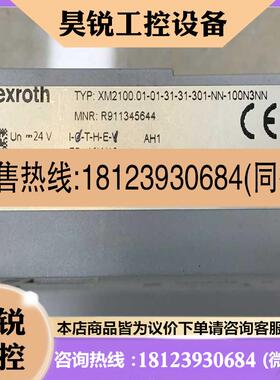 昊锐工控设备
exroth
TYP: XM2100.01-01-31-31-301-NN-100N3NN
MNR: R911345644
Un ⎓ 24 V
AH1
售热线:18123930684(同
锐
控
本店商品皆为议价下单请咨询客服
咨询热线:18123930684 (微